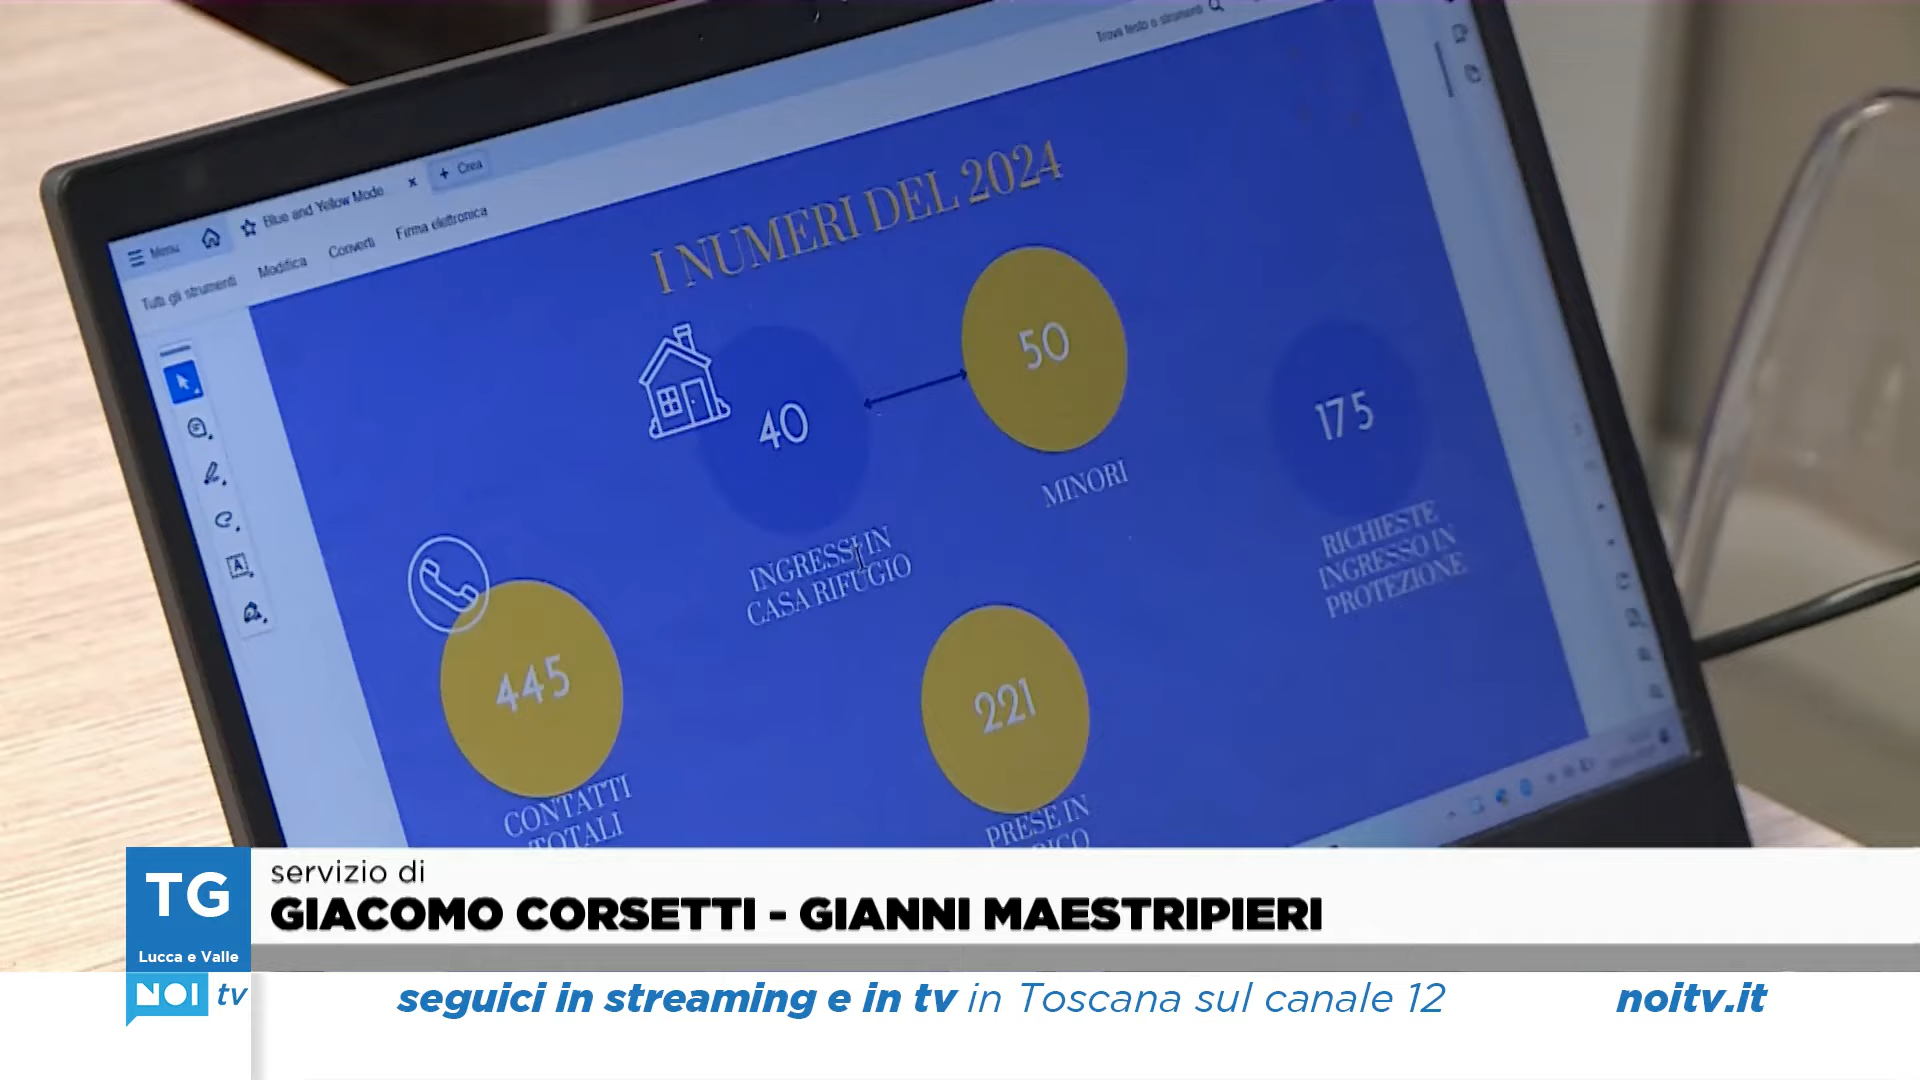 Trova testo o strumenti
Menu
Blue and Yellow Mode
+ Crea
Tutti gli strumenti
Modifica
Converti
Firma elettronica
I NUMERI DEL 2024
40
50
175
MINORI
INGRESSI IN
CASA RIFUGIO
RICHIESTE
INGRESSO IN
PROTEZIONE
445
221
CONTATTI
TOTALI
PRESE IN
TG
Lucca e Valle
servizio di
GIACOMO CORSETTI - GIANNI MAESTRIPIERI
NOI tv
seguici in streaming e in tv in Toscana sul canale 12
noitv.it